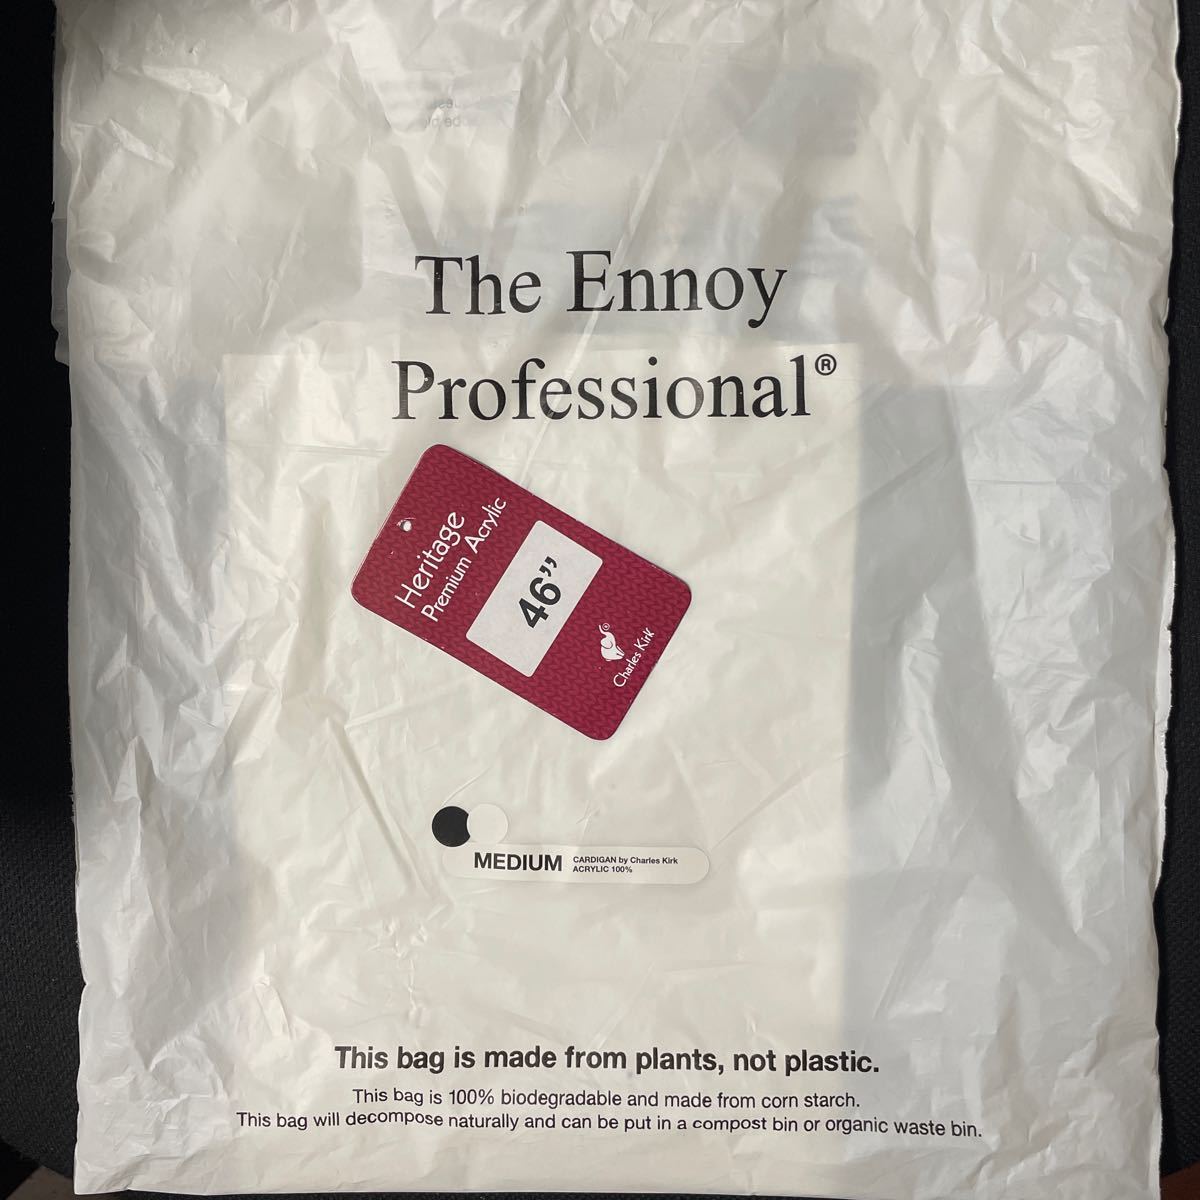 The Ennoy
Professional®
Heritage
Premium Acrylic
46”
®
Charles Kirk
MEDIUM
CARDIGAN by Charles Kirk
ACRYLIC 100%
This bag is made from plants, not plastic.
This bag is 100% biodegradable and made from corn starch.
This bag will decompose naturally and can be put in a compost bin or organic waste bin.